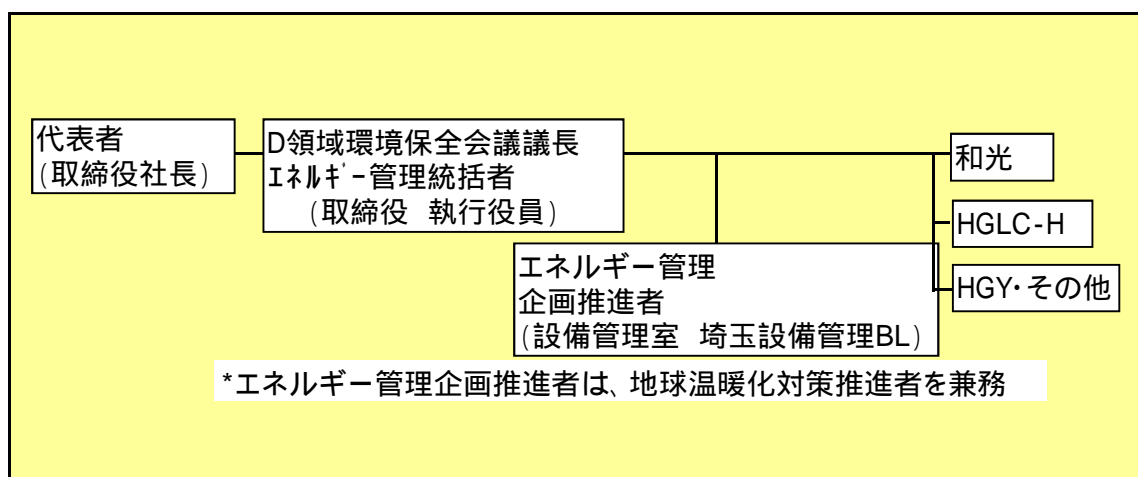 代表者
(取締役社長)
D領域環境保全会議議長
ｴﾈﾙｷﾞｰ管理統括者
(取締役 執行役員)
和光
HGLC-H
エネルギー管理
企画推進者
(設備管理室 埼玉設備管理BL)
HGY・その他
*エネルギー管理企画推進者は、地球温暖化対策推進者を兼務